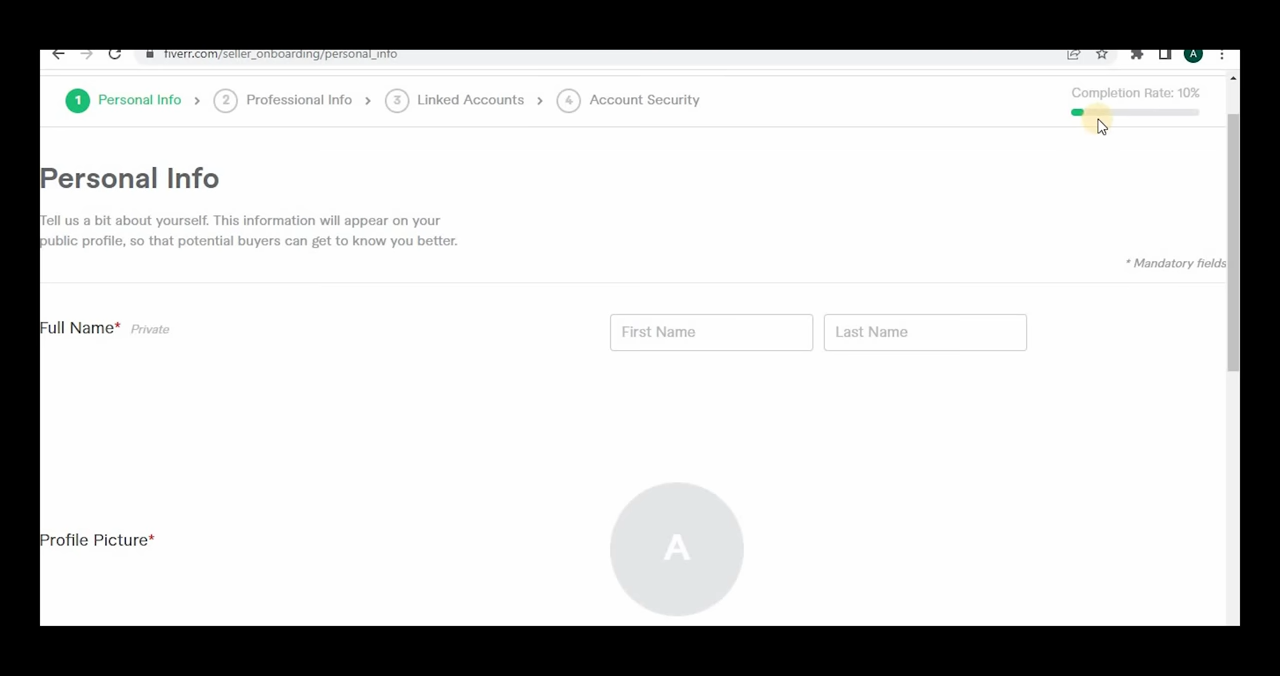 fiverr.com/seller_onboarding/personal_info
A
1 Personal Info > 2 Professional Info > 3 Linked Accounts > 4 Account Security
Completion Rate: 10%
Personal Info
Tell us a bit about yourself. This information will appear on your
public profile, so that potential buyers can get to know you better.
* Mandatory fields
Full Name* Private
First Name
Last Name
Profile Picture*
A